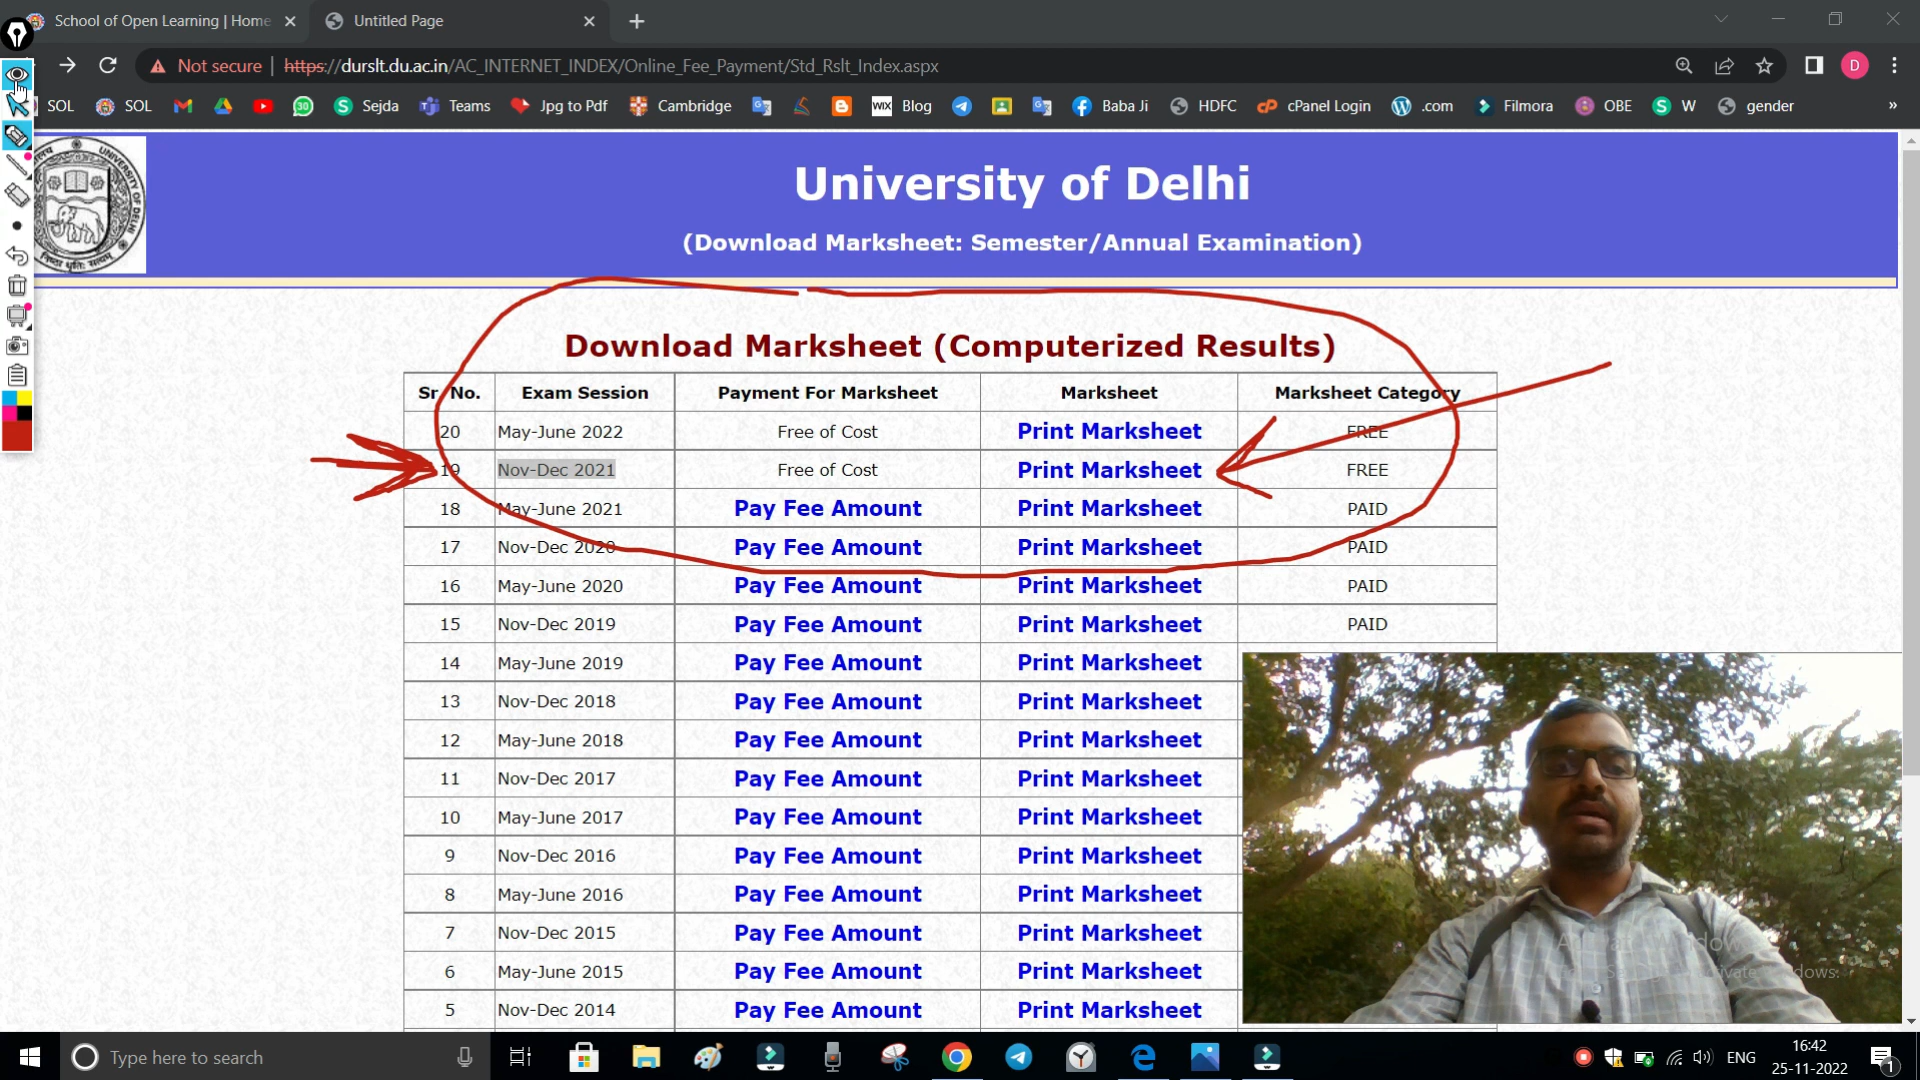 School of Open Learning | Home
Untitled Page
Not secure
https://durslt.du.ac.in/AC_INTERNET_INDEX/Online_Fee_Payment/Std_Rslt_Index.aspx
D
SOL
SOL
30
Sejda
Teams
Jpg to Pdf
Cambridge
WIX Blog
Baba Ji
HDFC
cPanel Login
.com
Filmora
OBE
W
gender
»
University of Delhi
(Download Marksheet: Semester/Annual Examination)
Download Marksheet (Computerized Results)
Sr. No. Exam Session Payment For Marksheet Marksheet Marksheet Category
20 May-June 2022 Free of Cost Print Marksheet FREE
19 Nov-Dec 2021 Free of Cost Print Marksheet FREE
18 May-June 2021 Pay Fee Amount Print Marksheet PAID
17 Nov-Dec 2020 Pay Fee Amount Print Marksheet PAID
16 May-June 2020 Pay Fee Amount Print Marksheet PAID
15 Nov-Dec 2019 Pay Fee Amount Print Marksheet PAID
14 May-June 2019 Pay Fee Amount Print Marksheet
13 Nov-Dec 2018 Pay Fee Amount Print Marksheet
12 May-June 2018 Pay Fee Amount Print Marksheet
11 Nov-Dec 2017 Pay Fee Amount Print Marksheet
10 May-June 2017 Pay Fee Amount Print Marksheet
9 Nov-Dec 2016 Pay Fee Amount Print Marksheet
8 May-June 2016 Pay Fee Amount Print Marksheet
7 Nov-Dec 2015 Pay Fee Amount Print Marksheet
6 May-June 2015 Pay Fee Amount Print Marksheet
5 Nov-Dec 2014 Pay Fee Amount Print Marksheet
Type here to search
ENG
16:42
25-11-2022
1